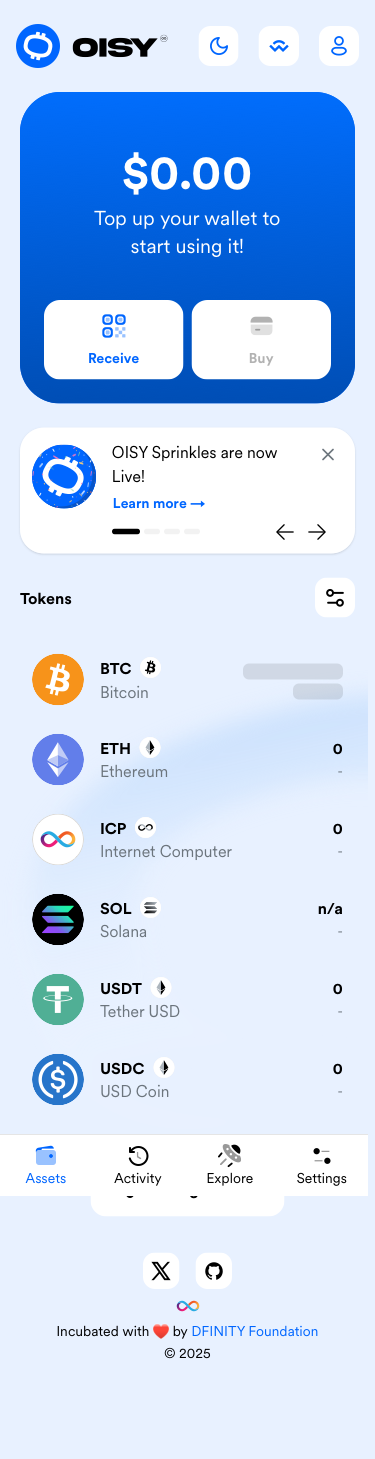 OISY
$0.00
Top up your wallet to
start using it!
Receive
Buy
OISY Sprinkles are now
Live!
Learn more →
Tokens
BTC
Bitcoin
ETH
0
Ethereum
-
ICP
0
Internet Computer
-
SOL
n/a
Solana
-
USDT
0
Tether USD
-
USDC
0
USD Coin
-
Assets
Activity
Explore
Settings
Incubated with ❤️ by DFINITY Foundation
© 2025